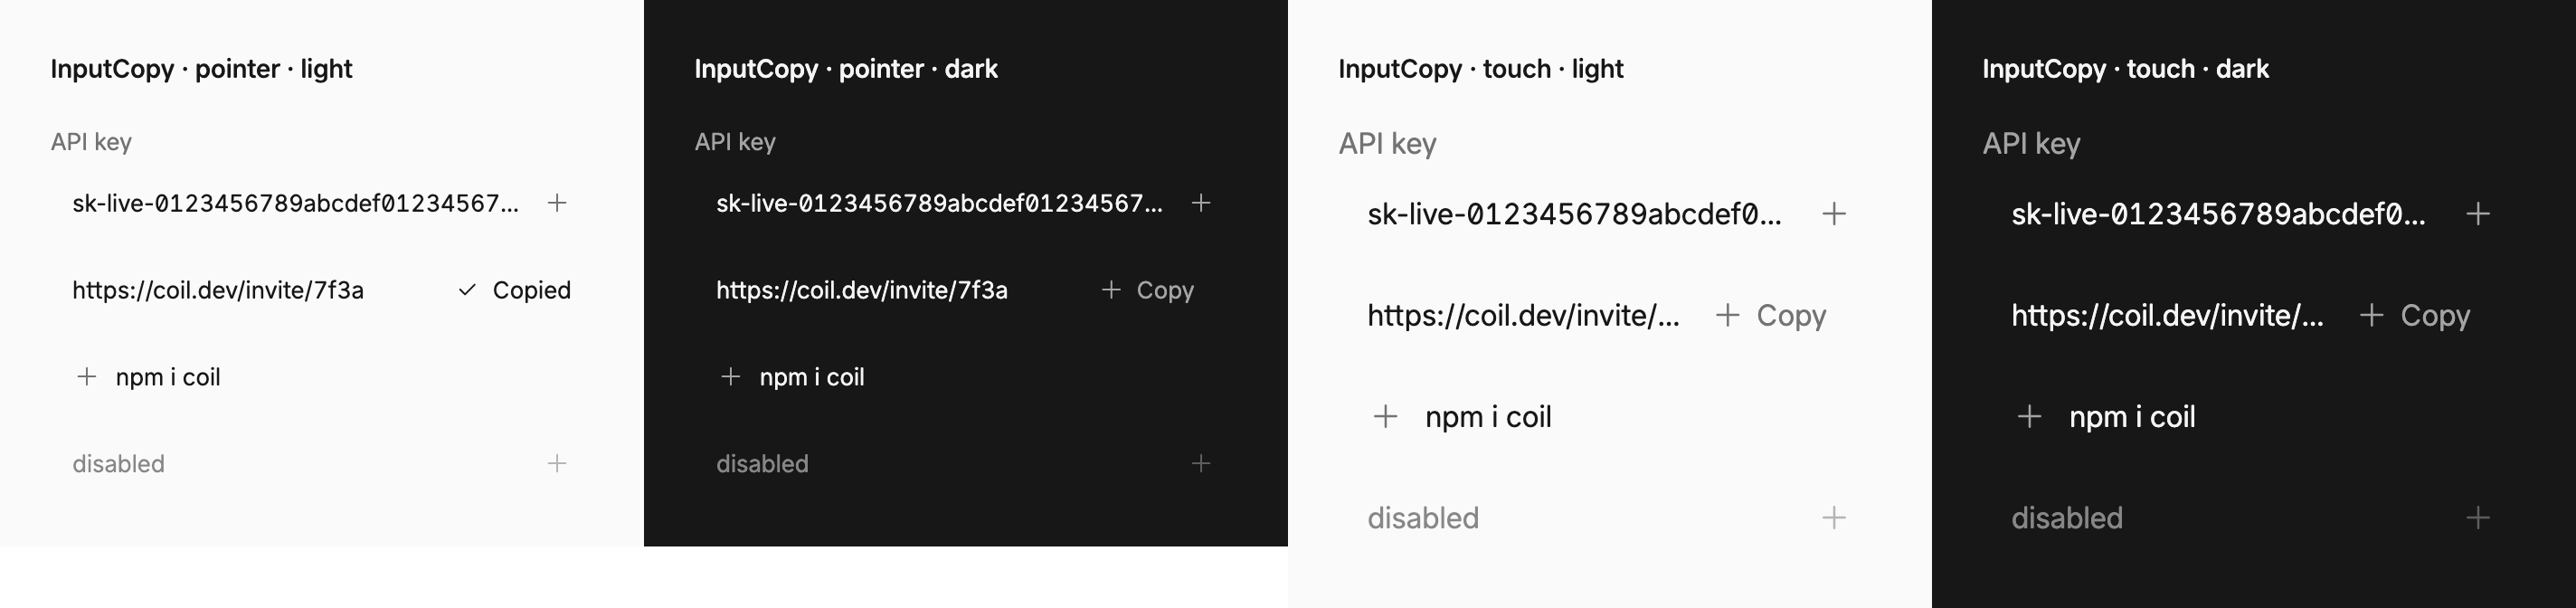 InputCopy · pointer · light
API key
sk-live-0123456789abcdef01234567...
https://coil.dev/invite/7f3a Copied
npm i coil
disabled
InputCopy · pointer · dark
API key
sk-live-0123456789abcdef01234567...
https://coil.dev/invite/7f3a Copy
npm i coil
disabled
InputCopy · touch · light
API key
sk-live-0123456789abcdef0...
https://coil.dev/invite/... Copy
npm i coil
disabled
InputCopy · touch · dark
API key
sk-live-0123456789abcdef0...
https://coil.dev/invite/... Copy
npm i coil
disabled